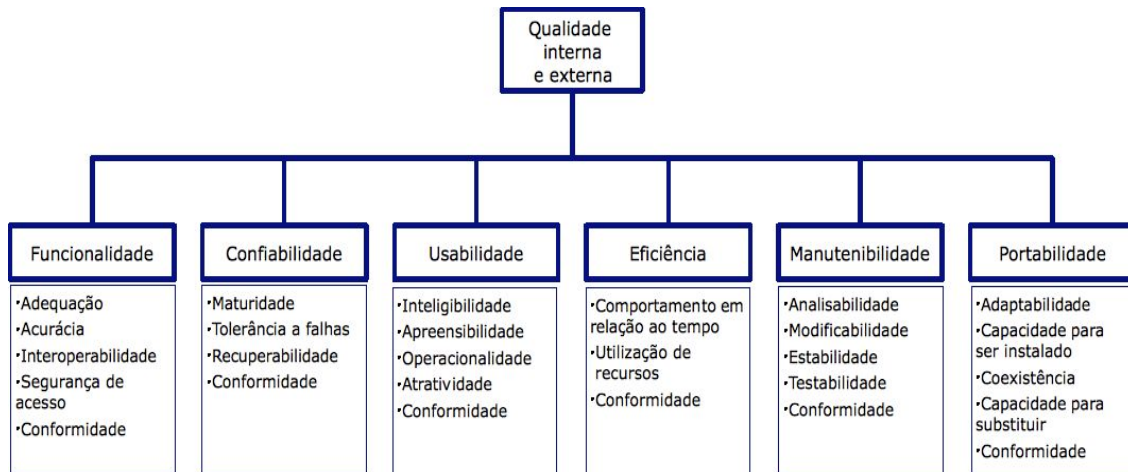 Qualidade
interna
e externa
Funcionalidade
·Adequação
·Acurácia
·Interoperabilidade
·Segurança de
acesso
·Conformidade
Confiabilidade
·Maturidade
·Tolerância a falhas
·Recuperabilidade
·Conformidade
Usabilidade
·Inteligibilidade
·Apreensibilidade
·Operacionalidade
·Atratividade
·Conformidade
Eficiência
·Comportamento em
relação ao tempo
·Utilização de
recursos
·Conformidade
Manutenibilidade
·Analisabilidade
·Modificabilidade
·Estabilidade
·Testabilidade
·Conformidade
Portabilidade
·Adaptabilidade
·Capacidade para
ser instalado
·Coexistência
·Capacidade para
substituir
·Conformidade